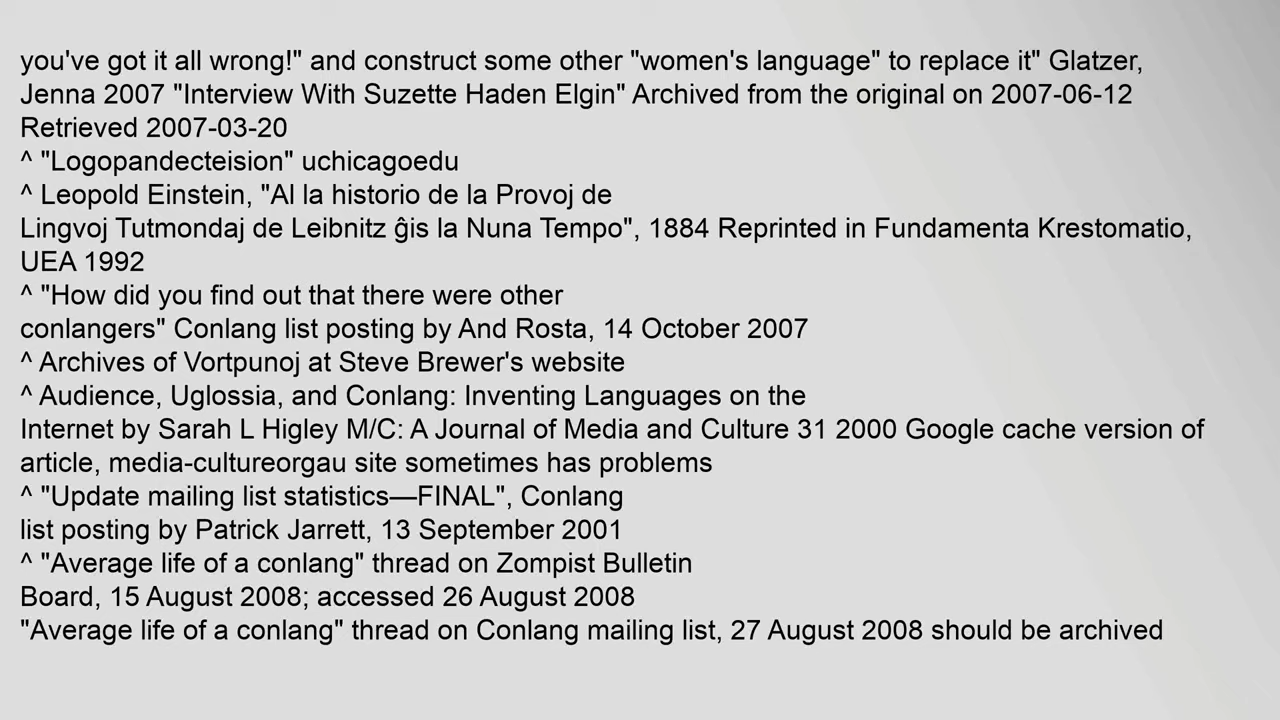 you've got it all wrong!" and construct some other "women's language" to replace it" Glatzer,
Jenna 2007 "Interview With Suzette Haden Elgin" Archived from the original on 2007-06-12
Retrieved 2007-03-20
^ "Logopandecteision" uchicagoedu
^ Leopold Einstein, "Al la historio de la Provoj de
Lingvoj Tutmondaj de Leibnitz ĝis la Nuna Tempo", 1884 Reprinted in Fundamenta Krestomatio,
UEA 1992
^ "How did you find out that there were other
conlangers" Conlang list posting by And Rosta, 14 October 2007
^ Archives of Vortpunoj at Steve Brewer's website
^ Audience, Uglossia, and Conlang: Inventing Languages on the
Internet by Sarah L Higley M/C: A Journal of Media and Culture 31 2000 Google cache version of
article, media-cultureorgau site sometimes has problems
^ "Update mailing list statistics—FINAL", Conlang
list posting by Patrick Jarrett, 13 September 2001
^ "Average life of a conlang" thread on Zompist Bulletin
Board, 15 August 2008; accessed 26 August 2008
"Average life of a conlang" thread on Conlang mailing list, 27 August 2008 should be archived